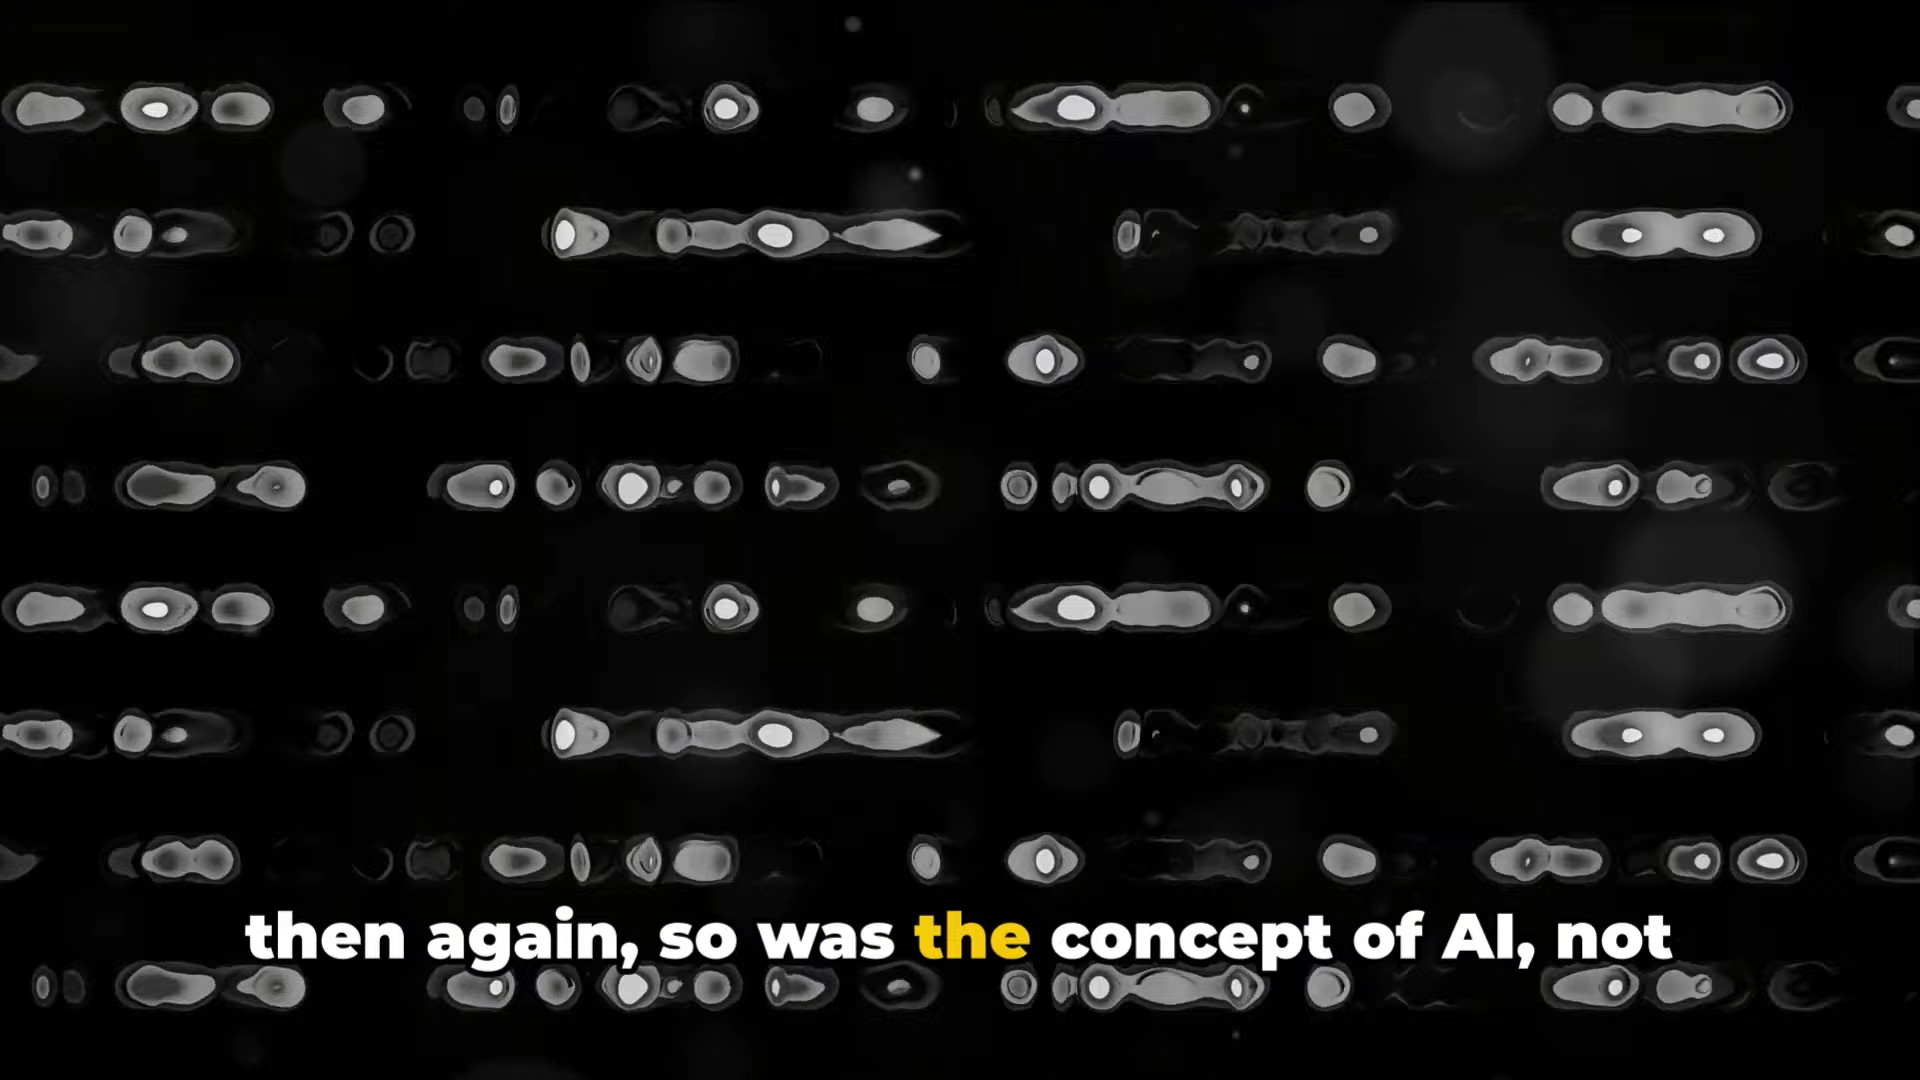 then again, so was the concept of AI, not